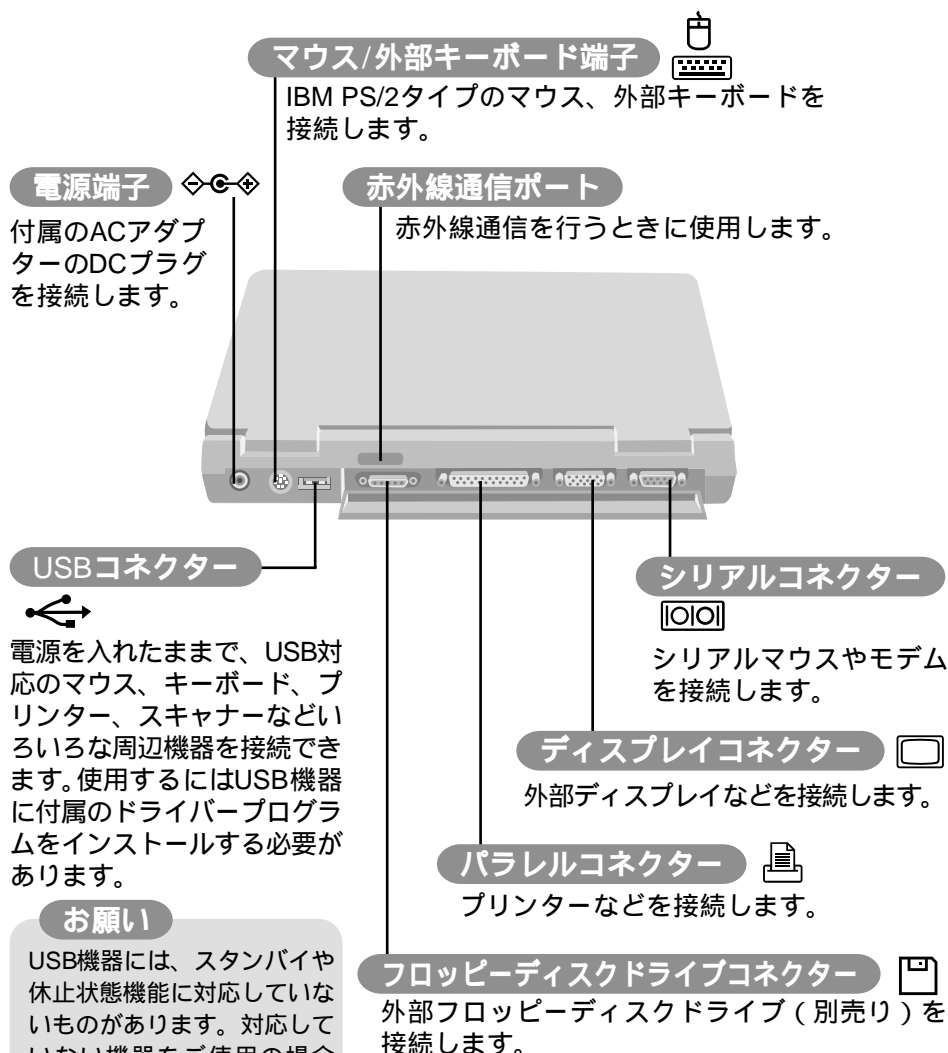 マウス/外部キーボード端子
IBM PS/2タイプのマウス、外部キーボードを
接続します。
電源端子
付属のACアダプ
ターのDCプラグ
を接続します。
赤外線通信ポート
赤外線通信を行うときに使用します。
USBコネクター
電源を入れたままで、USB対
応のマウス、キーボード、プ
リンター、スキャナーなどい
ろいろな周辺機器を接続でき
ます。使用するにはUSB機器
に付属のドライバープログラ
ムをインストールする必要が
あります。
お願い
USB機器には、スタンバイや
休止状態機能に対応していな
いものがあります。対応して
いない機器をご使用の場合
シリアルコネクター
シリアルマウスやモデム
を接続します。
ディスプレイコネクター
外部ディスプレイなどを接続します。
パラレルコネクター
プリンターなどを接続します。
フロッピーディスクドライブコネクター
外部フロッピーディスクドライブ（別売り）を
接続します。